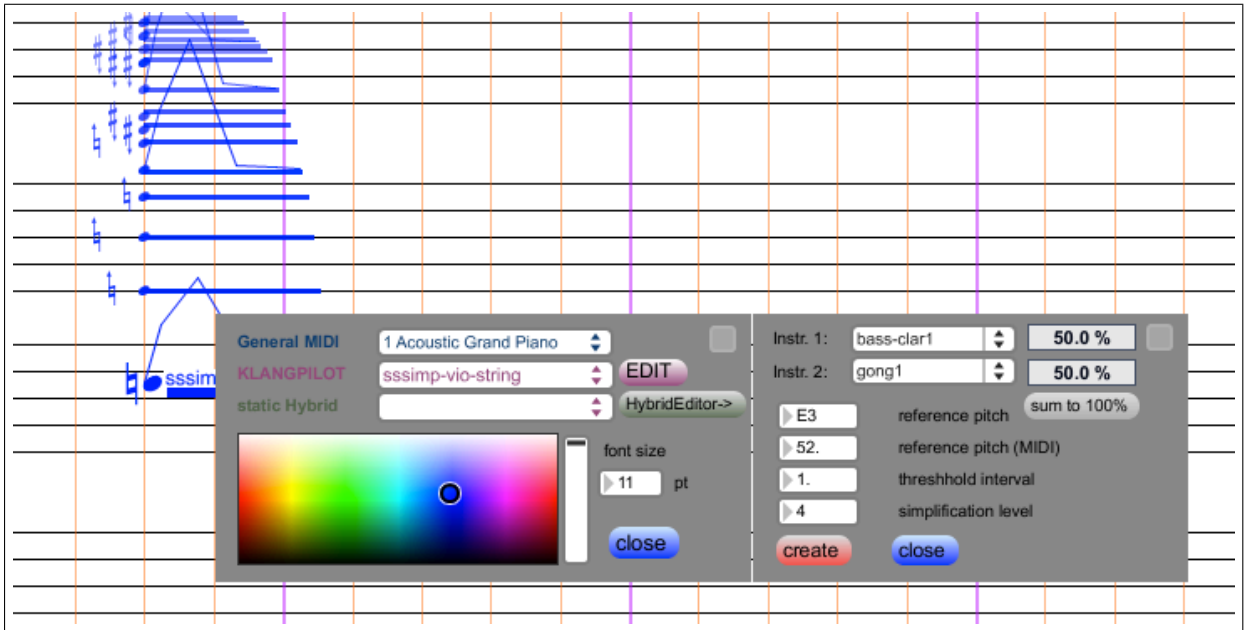 sssimp
General MIDI
1 Acoustic Grand Piano
KLANGPILOT
sssimp-vio-string
EDIT
static Hybrid
HybridEditor->
font size
11 pt
close
Instr. 1: bass-clar1 50.0 %
Instr. 2: gong1 50.0 %
sum to 100%
E3 reference pitch
52. reference pitch (MIDI)
1. threshhold interval
4 simplification level
create close